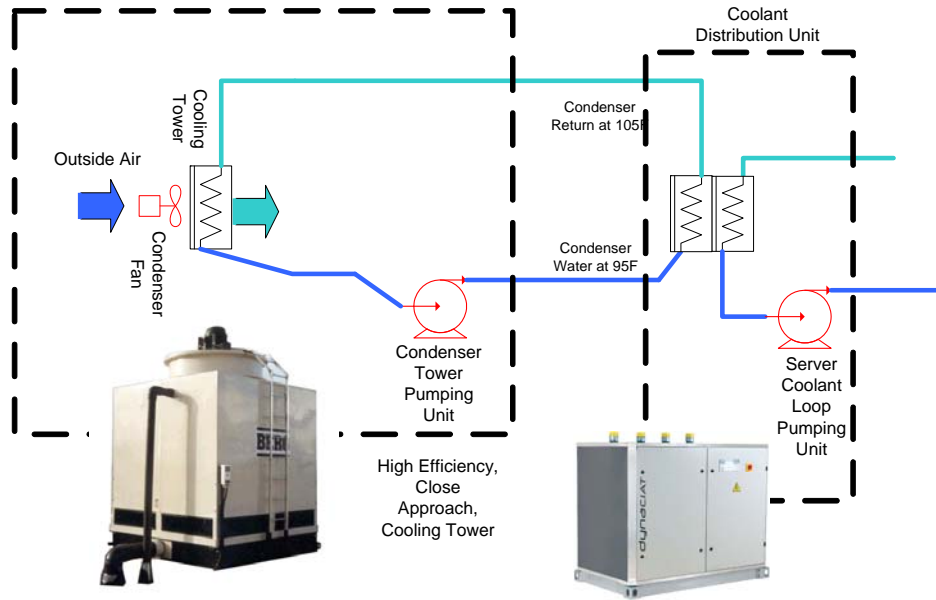 Coolant
Distribution Unit
Cooling
Tower
Condenser
Return at 105F
Outside Air
Condenser
Fan
Condenser
Water at 95F
Condenser
Tower
Pumping
Unit
Server
Coolant
Loop
Pumping
Unit
High Efficiency,
Close
Approach,
Cooling Tower
dynaCIAT